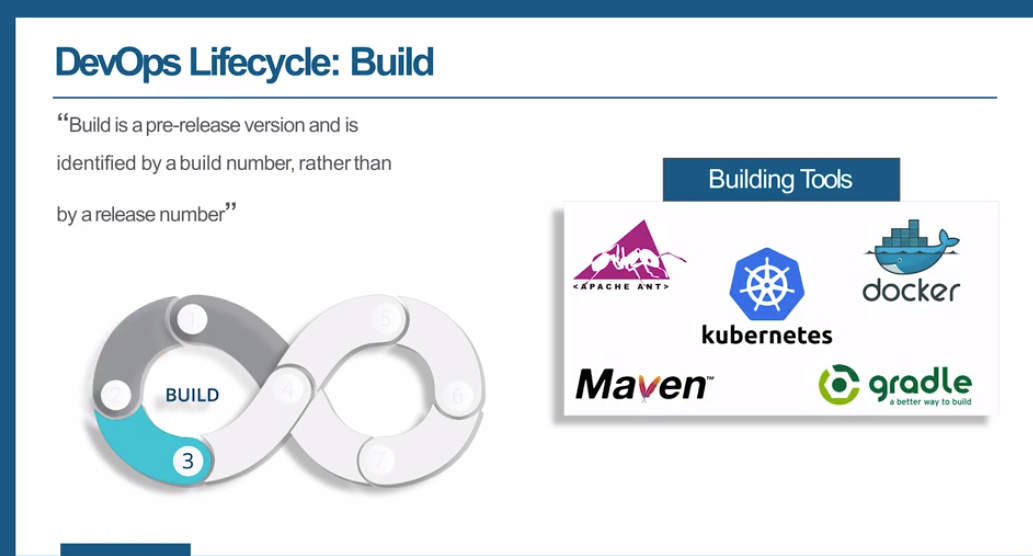 DevOps Lifecycle: Build
“Build is a pre-release version and is
identified by a build number, rather than
by a release number”
Building Tools
<APACHE ANT>
kubernetes
docker
Maven™
gradle
a better way to build
1
2
BUILD
3
4
5
6
7